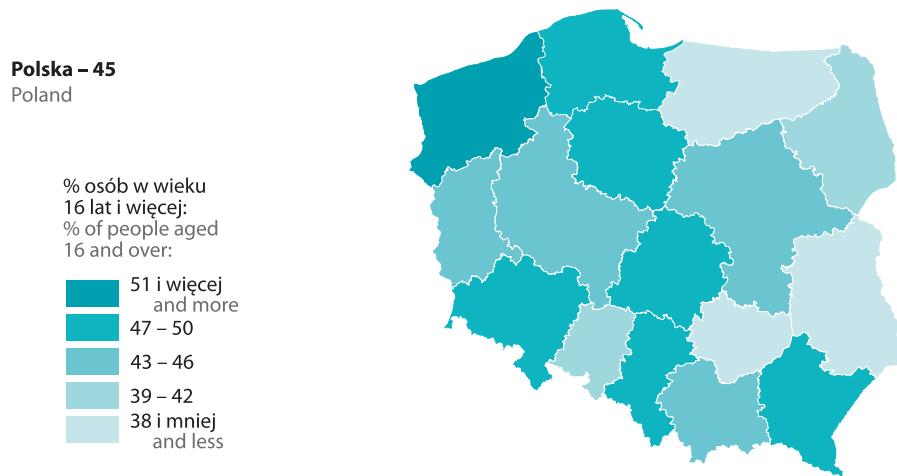 Polska – 45
Poland
% osób w wieku
16 lat i więcej:
% of people aged
16 and over:
51 i więcej
and more
47 – 50
43 – 46
39 – 42
38 i mniej
and less